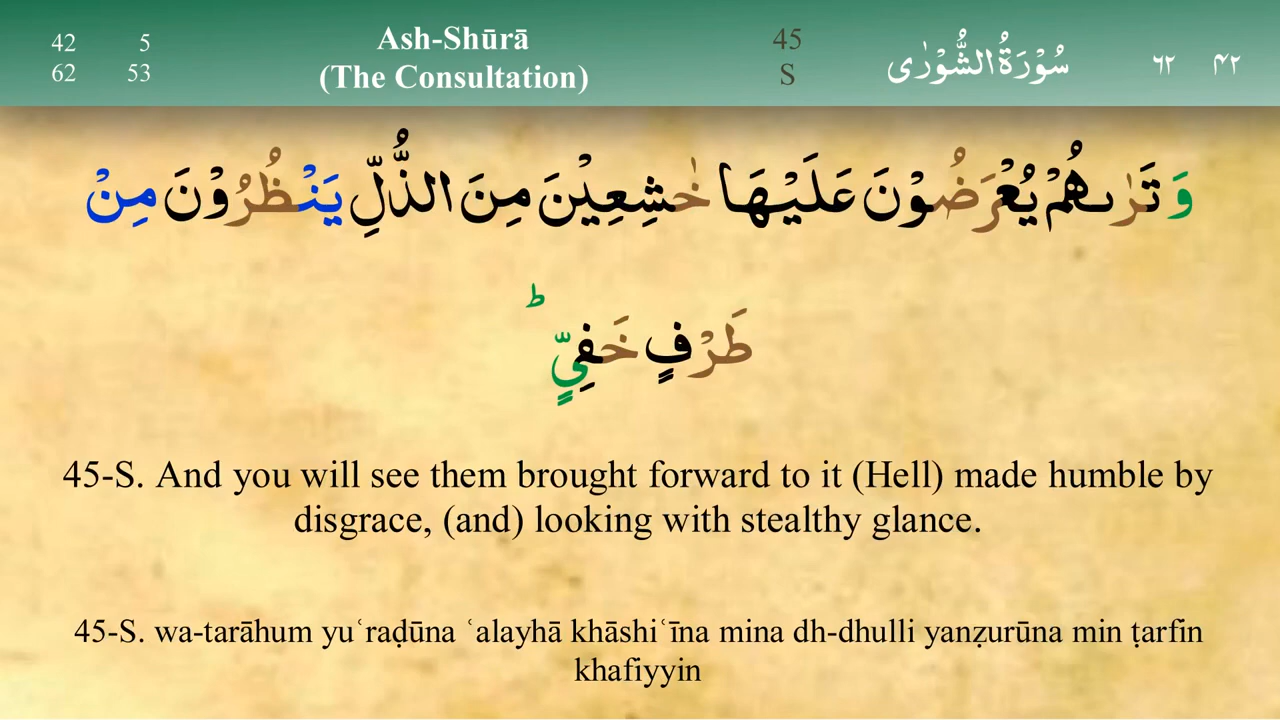 42 5
62 53
Ash-Shūrā
(The Consultation)
45
S
سُوْرَةُ الشُّوْرٰى
٦٢ ۴٢
وَ تَرٰىهُمْ يُعْرَضُوْنَ عَلَيْهَا خٰشِعِيْنَ مِنَ الذُّلِّ يَنْظُرُوْنَ مِنْ
طَرْفٍ خَفِيٍّ ؕ
45-S. And you will see them brought forward to it (Hell) made humble by
disgrace, (and) looking with stealthy glance.
45-S. wa-tarāhum yuʿraḍūna ʿalayhā khāshiʿīna mina dh-dhulli yanẓurūna min ṭarfin
khafiyyin